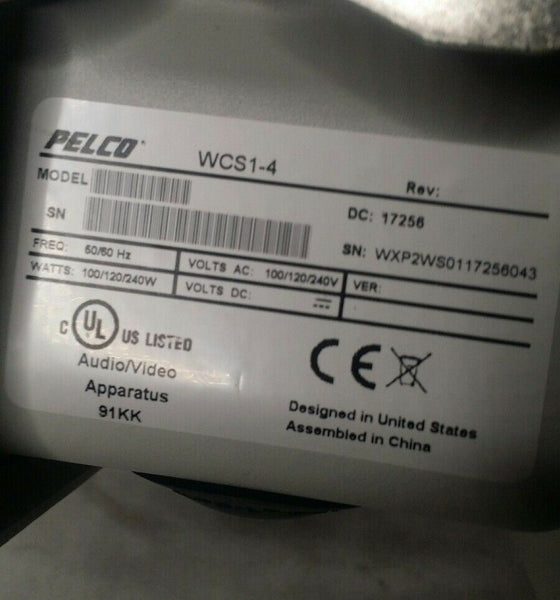 PELCO
WCS1-4
Rev:
MODEL
DC: 17256
SN
SN: WXP2WS0117256043
FREQ: 50/60 Hz
VOLTS AC: 100/120/240V
VER:
WATTS: 100/120/240W
VOLTS DC:
C UL US LISTED
Audio/Video
Apparatus
91KK
CE
Designed in United States
Assembled in China